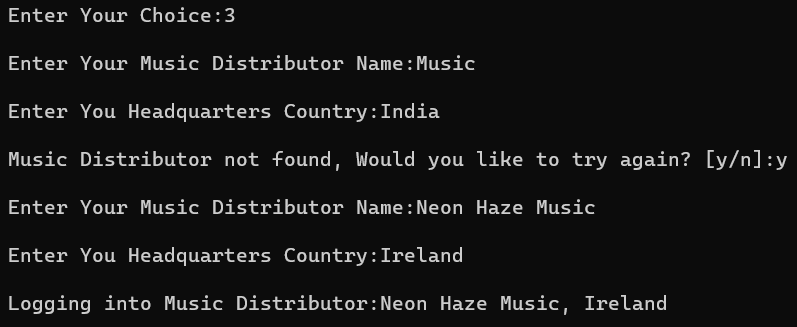 Enter Your Choice:3
Enter Your Music Distributor Name:Music
Enter You Headquarters Country:India
Music Distributor not found, Would you like to try again? [y/n]:y
Enter Your Music Distributor Name:Neon Haze Music
Enter You Headquarters Country:Ireland
Logging into Music Distributor:Neon Haze Music, Ireland